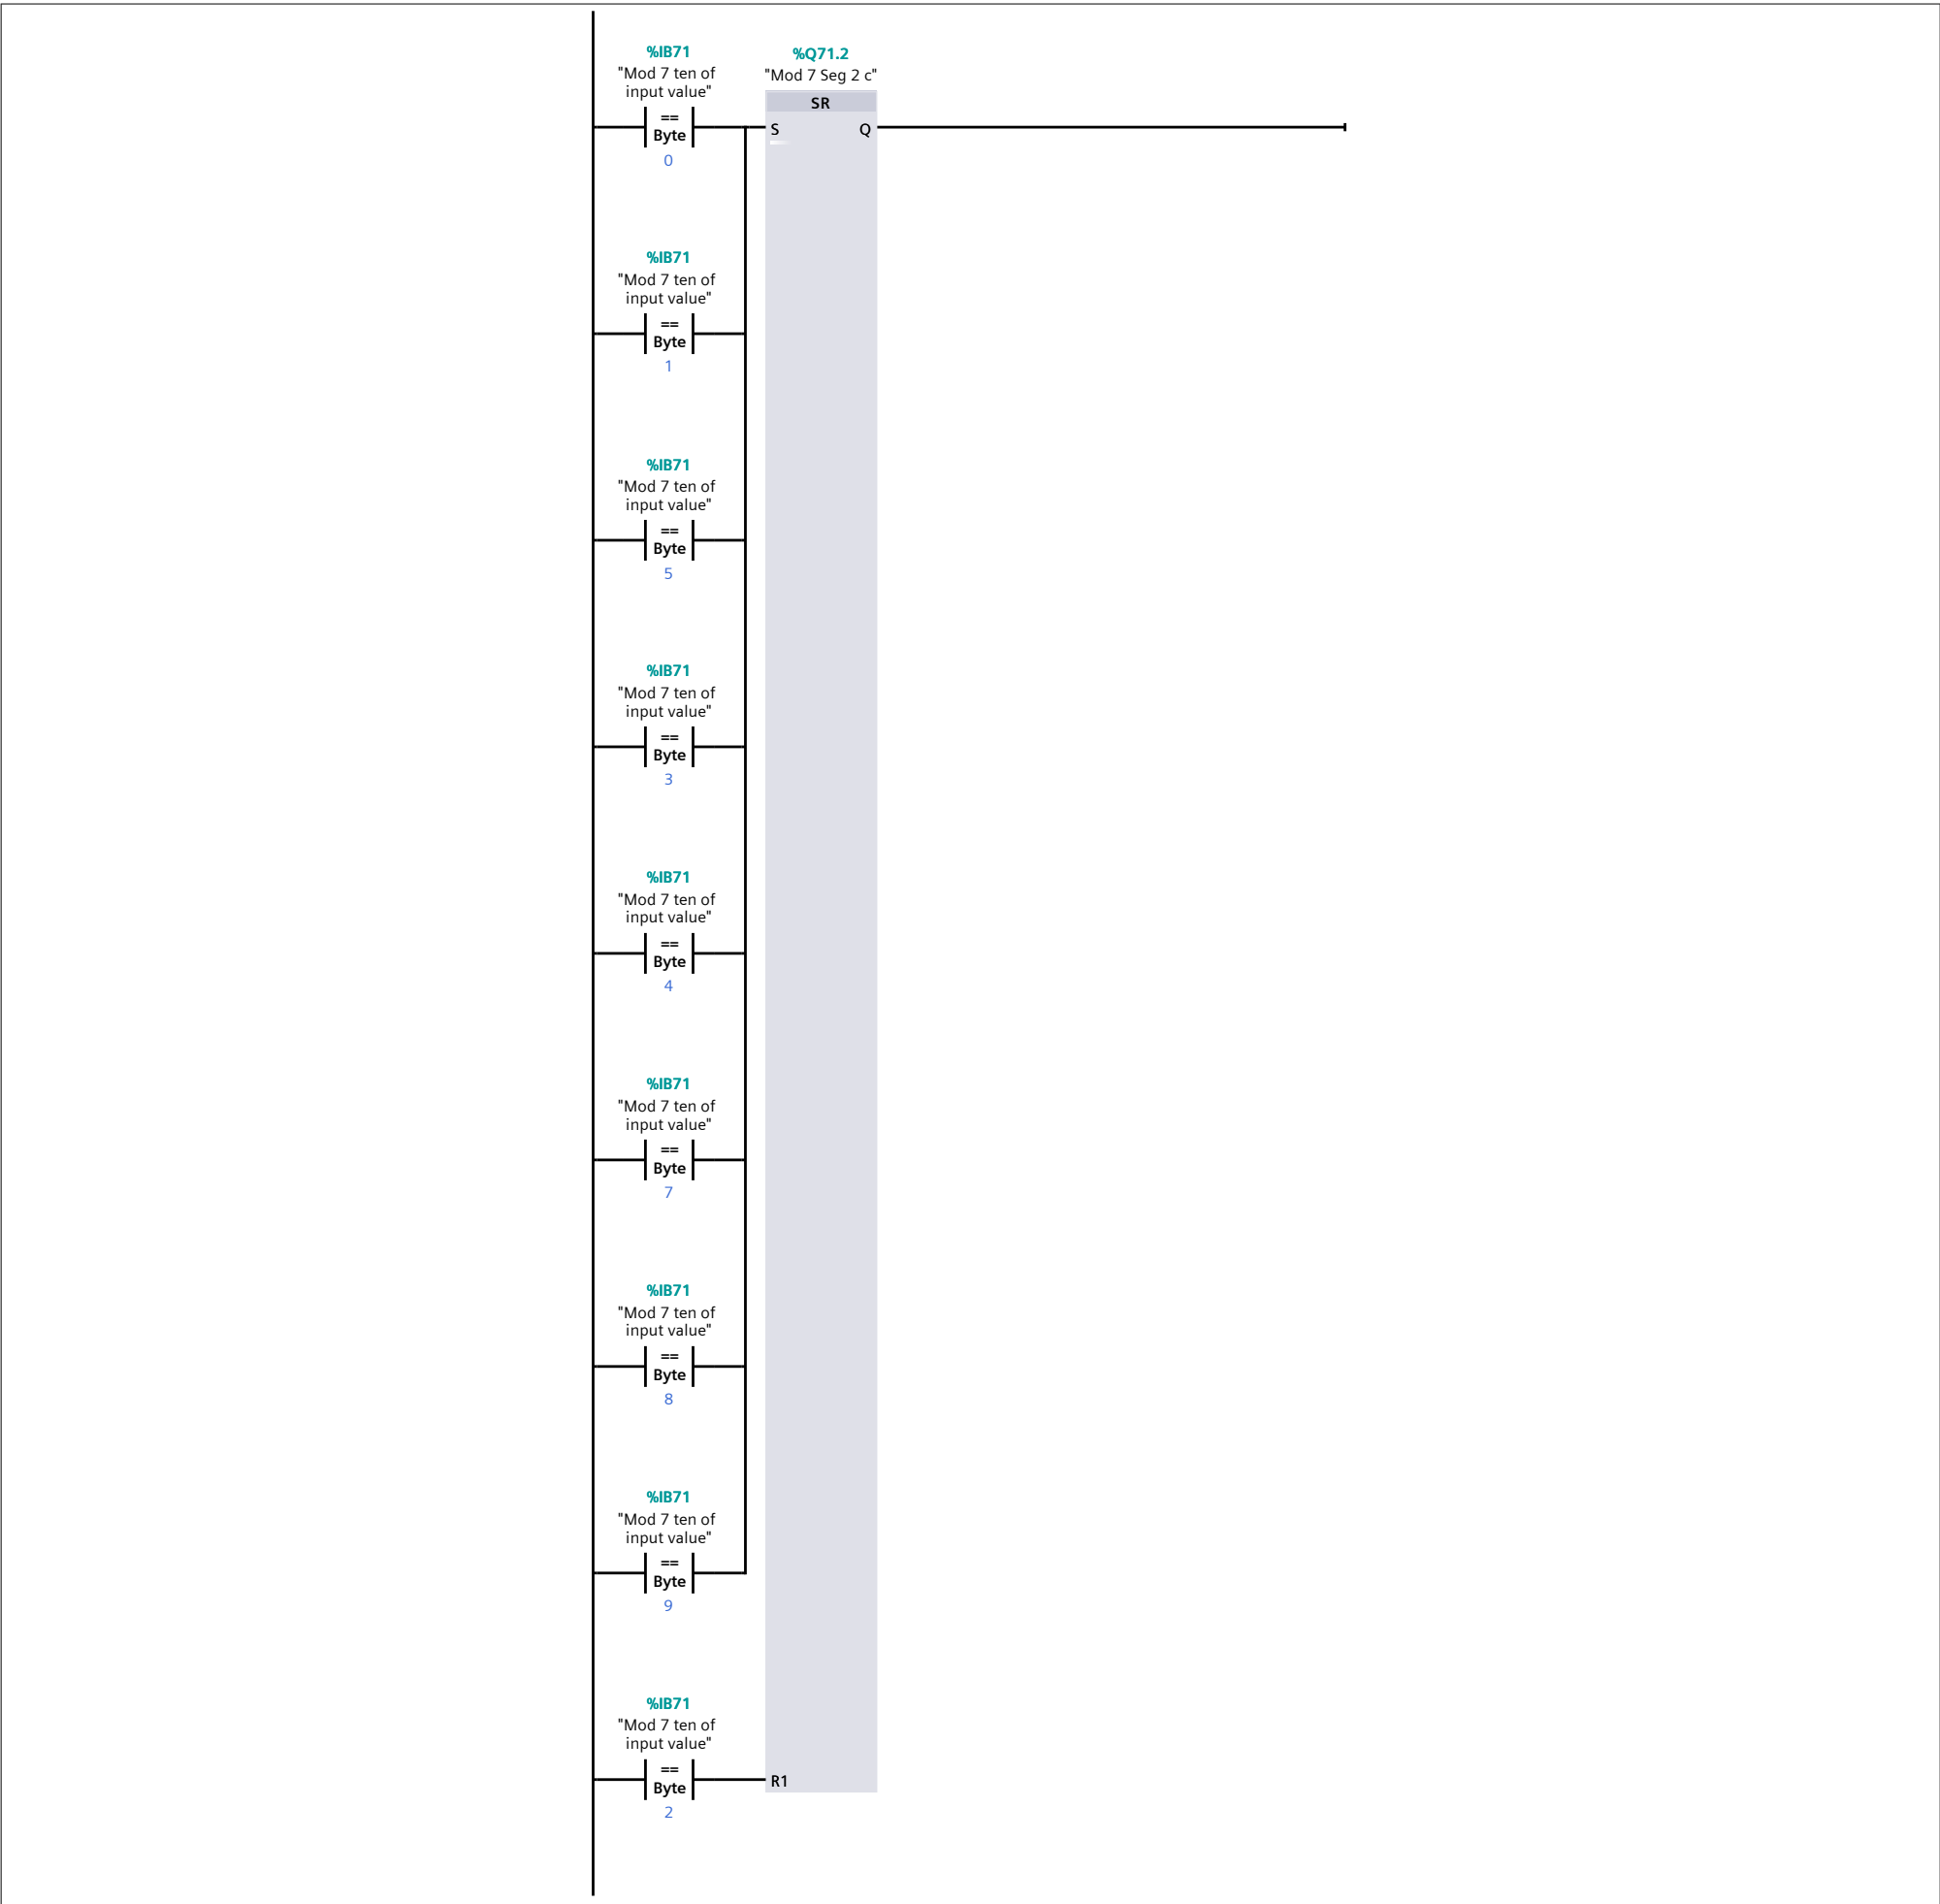 %IB71
"Mod 7 ten of
input value"
==
Byte
0
%Q71.2
"Mod 7 Seg 2 c"
SR
S
Q
%IB71
"Mod 7 ten of
input value"
==
Byte
1
%IB71
"Mod 7 ten of
input value"
==
Byte
5
%IB71
"Mod 7 ten of
input value"
==
Byte
3
%IB71
"Mod 7 ten of
input value"
==
Byte
4
%IB71
"Mod 7 ten of
input value"
==
Byte
7
%IB71
"Mod 7 ten of
input value"
==
Byte
8
%IB71
"Mod 7 ten of
input value"
==
Byte
9
%IB71
"Mod 7 ten of
input value"
==
Byte
2
R1